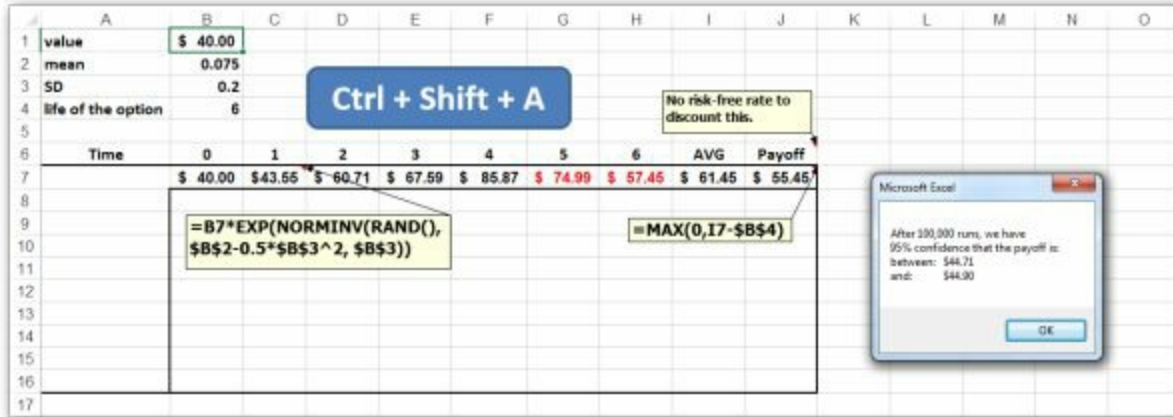 A B C D E F G H I J K L M N O
1 value $ 40.00
2 mean 0.075
3 SD 0.2
4 life of the option 6
Ctrl + Shift + A
No risk-free rate to
discount this.
5
6 Time 0 1 2 3 4 5 6 AVG Payoff
7 $ 40.00 $43.55 $ 60.71 $ 67.59 $ 85.87 $ 74.99 $ 57.45 $ 61.45 $ 55.45
8
9
10
11
12
13
14
15
16
17
=B7*EXP(NORMINV(RAND(),
$B$2-0.5*$B$3^2, $B$3))
=MAX(0,I7-$B$4)
Microsoft Excel
After 100,000 runs, we have
95% confidence that the payoff is:
between: $44.71
and: $44.90
OK